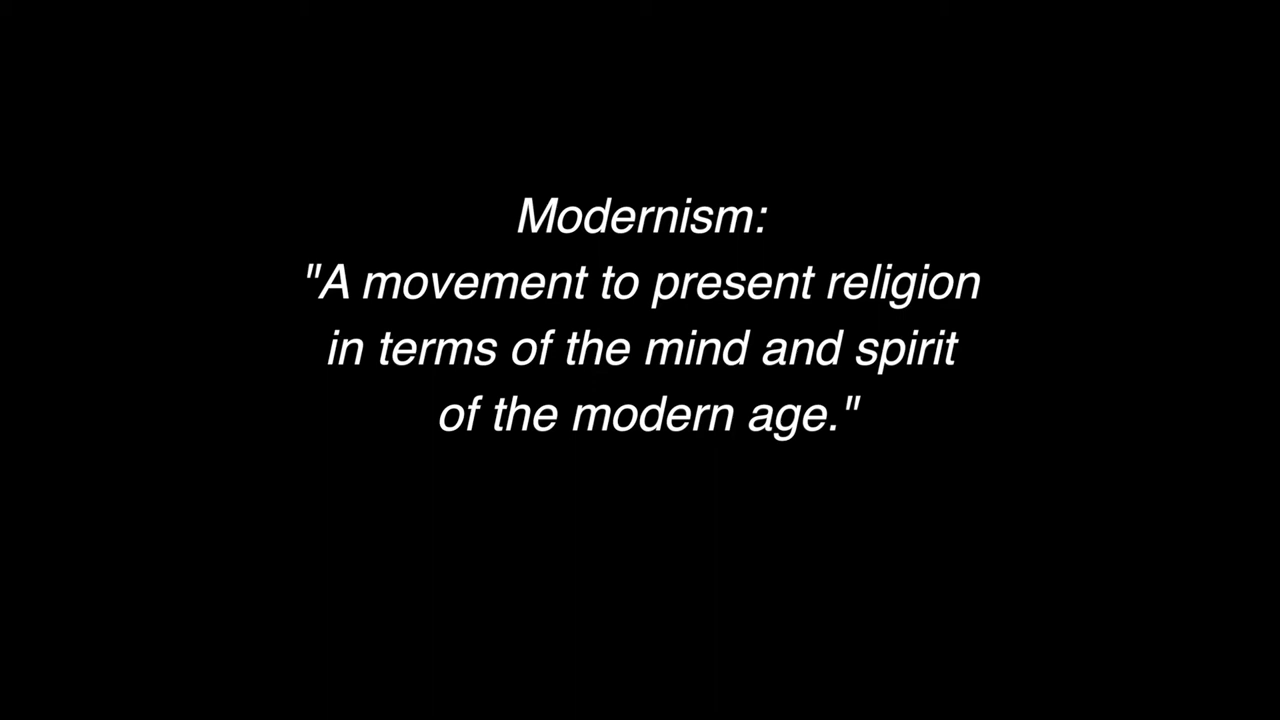 Modernism:
"A movement to present religion
in terms of the mind and spirit
of the modern age."